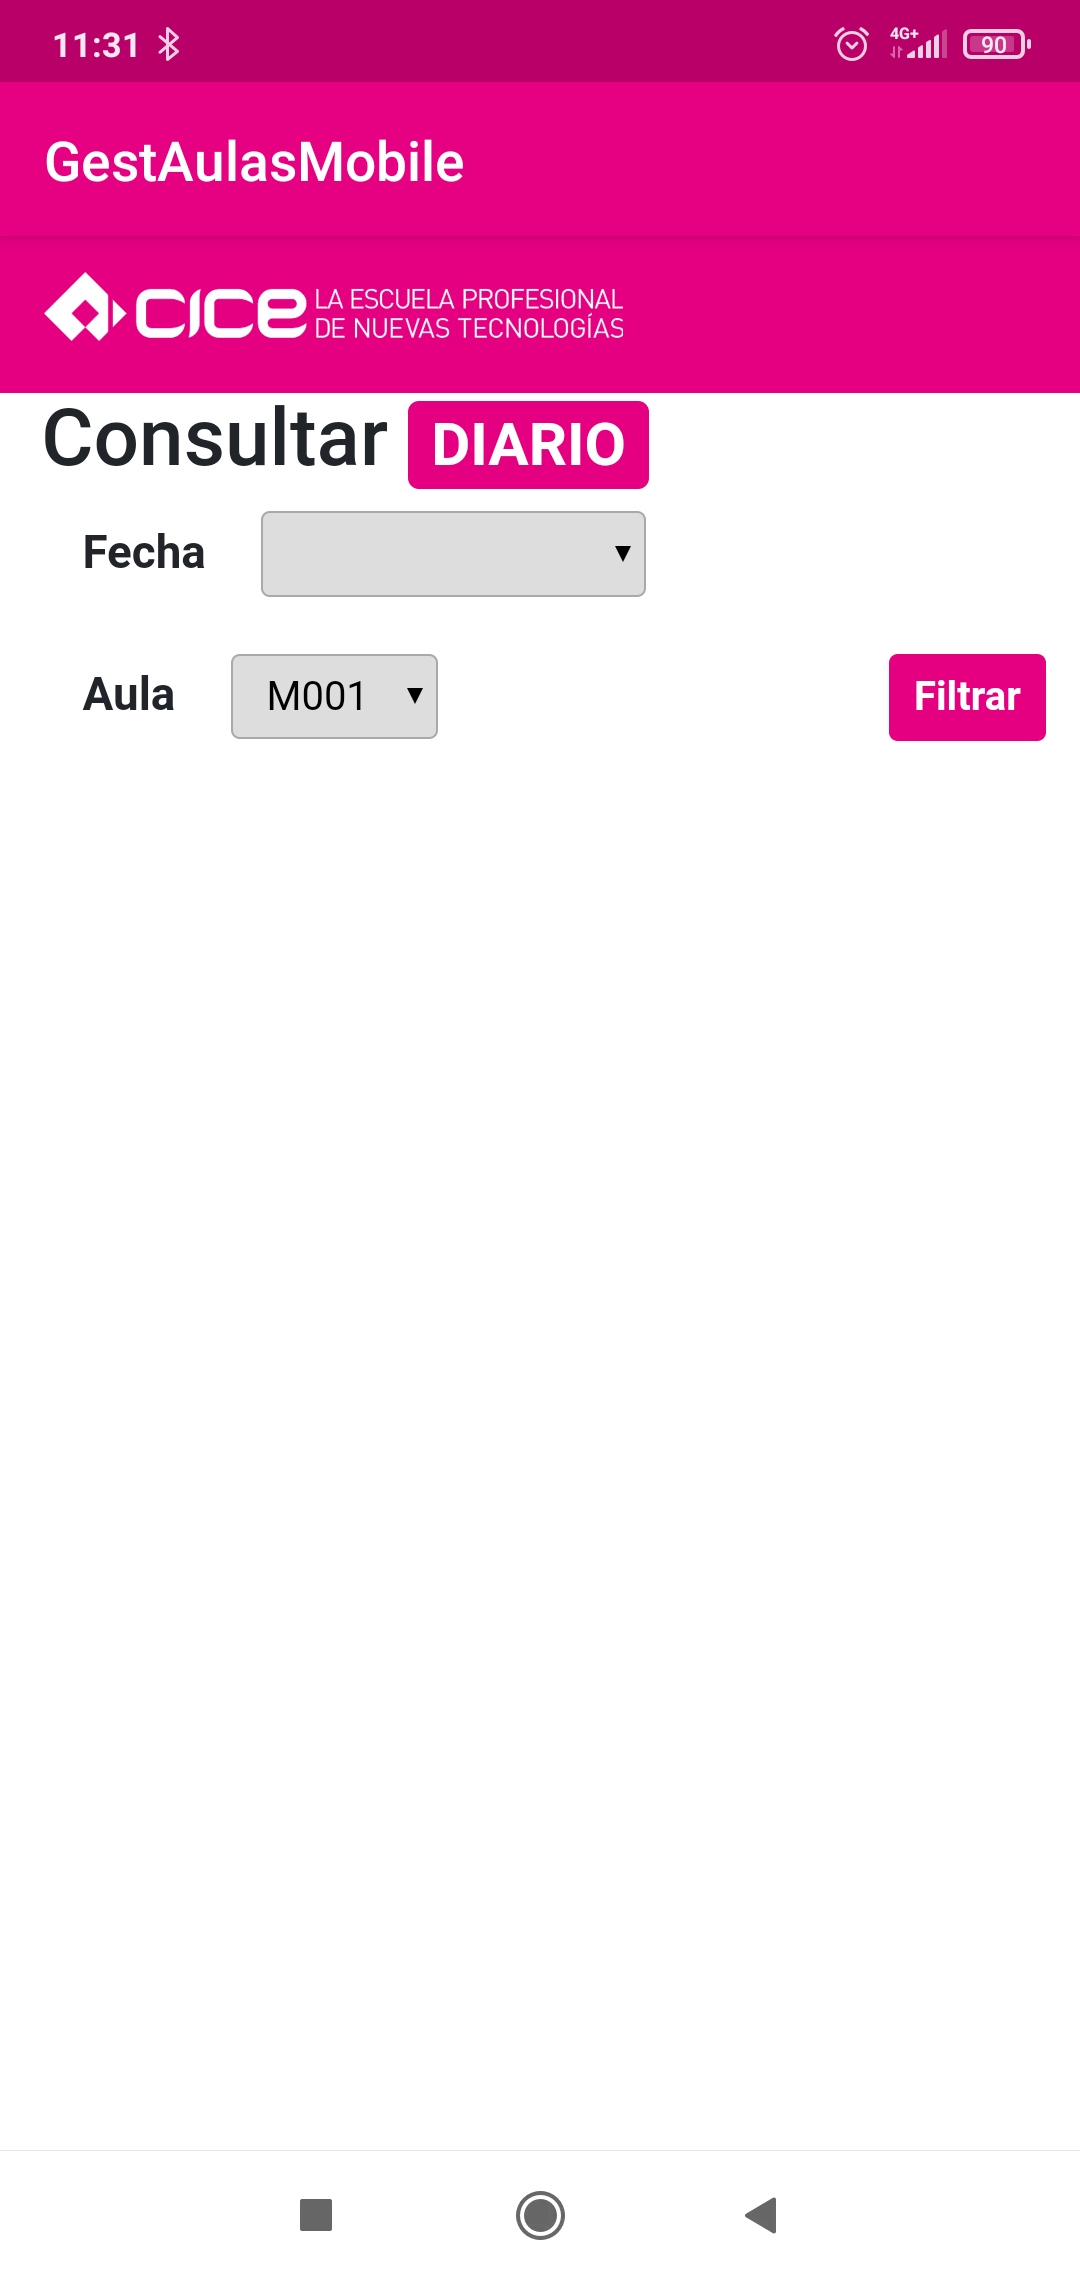 11:31
4G+
90
GestAulasMobile
cice
LA ESCUELA PROFESIONAL
DE NUEVAS TECNOLOGÍAS
Consultar DIARIO
Fecha
Aula M001 Filtrar